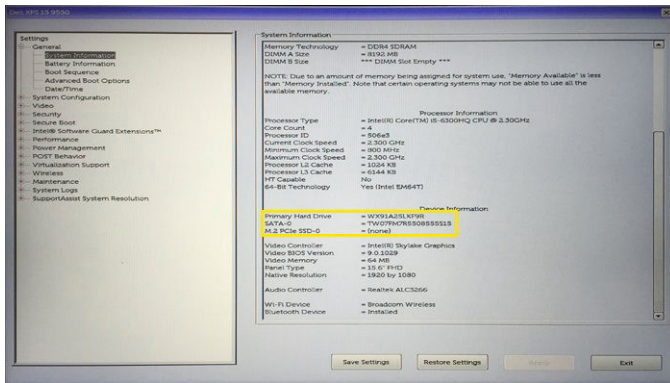 Dell XPS 15 9550
Settings
General
System Information
Battery Information
Boot Sequence
Advanced Boot Options
Date/Time
System Configuration
Video
Security
Secure Boot
Intel® Software Guard Extensions™
Performance
Power Management
POST Behavior
Virtualization Support
Wireless
Maintenance
System Logs
SupportAssist System Resolution
System Information
Memory Technology = DDR4 SDRAM
DIMM A Size = 8192 MB
DIMM B Size *** DIMM Slot Empty ***
NOTE: Due to an amount of memory being assigned for system use, "Memory Available" is less
than "Memory Installed". Note that certain operating systems may not be able to use all the
available memory.
Processor Information
Processor Type = Intel(R) Core(TM) i5-6300HQ CPU @ 2.30GHz
Core Count = 4
Processor ID = 506e3
Current Clock Speed = 2.300 GHz
Minimum Clock Speed = 800 MHz
Maximum Clock Speed = 2.300 GHz
Processor L2 Cache = 1024 KB
Processor L3 Cache = 6144 KB
HT Capable No
64-Bit Technology Yes (Intel EM64T)
Device Information
Primary Hard Drive =
SATA-0 =
M.2 PCIe SSD-0 = (none)
Video Controller = Intel(R) Skylake Graphics
Video BIOS Version = 9.0.1029
Video Memory = 64 MB
Panel Type = 15.6" FHD
Native Resolution = 1920 by 1080
Audio Controller = Realtek ALC3266
Wi-Fi Device = Broadcom Wireless
Bluetooth Device = Installed
Save Settings
Restore Settings
Apply
Exit